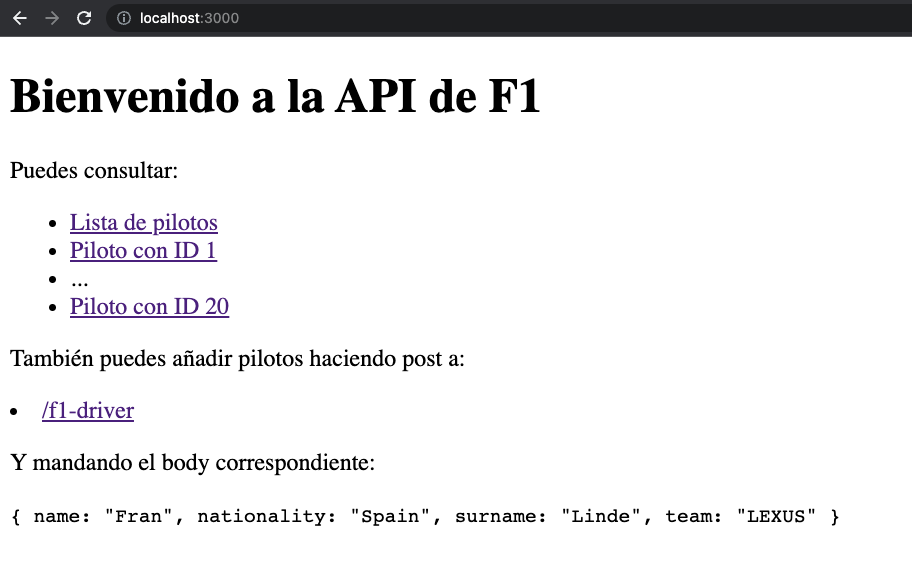 localhost:3000
Bienvenido a la API de F1
Puedes consultar:
Lista de pilotos
Piloto con ID 1
...
Piloto con ID 20
También puedes añadir pilotos haciendo post a:
/f1-driver
Y mandando el body correspondiente:
{ name: "Fran", nationality: "Spain", surname: "Linde", team: "LEXUS" }